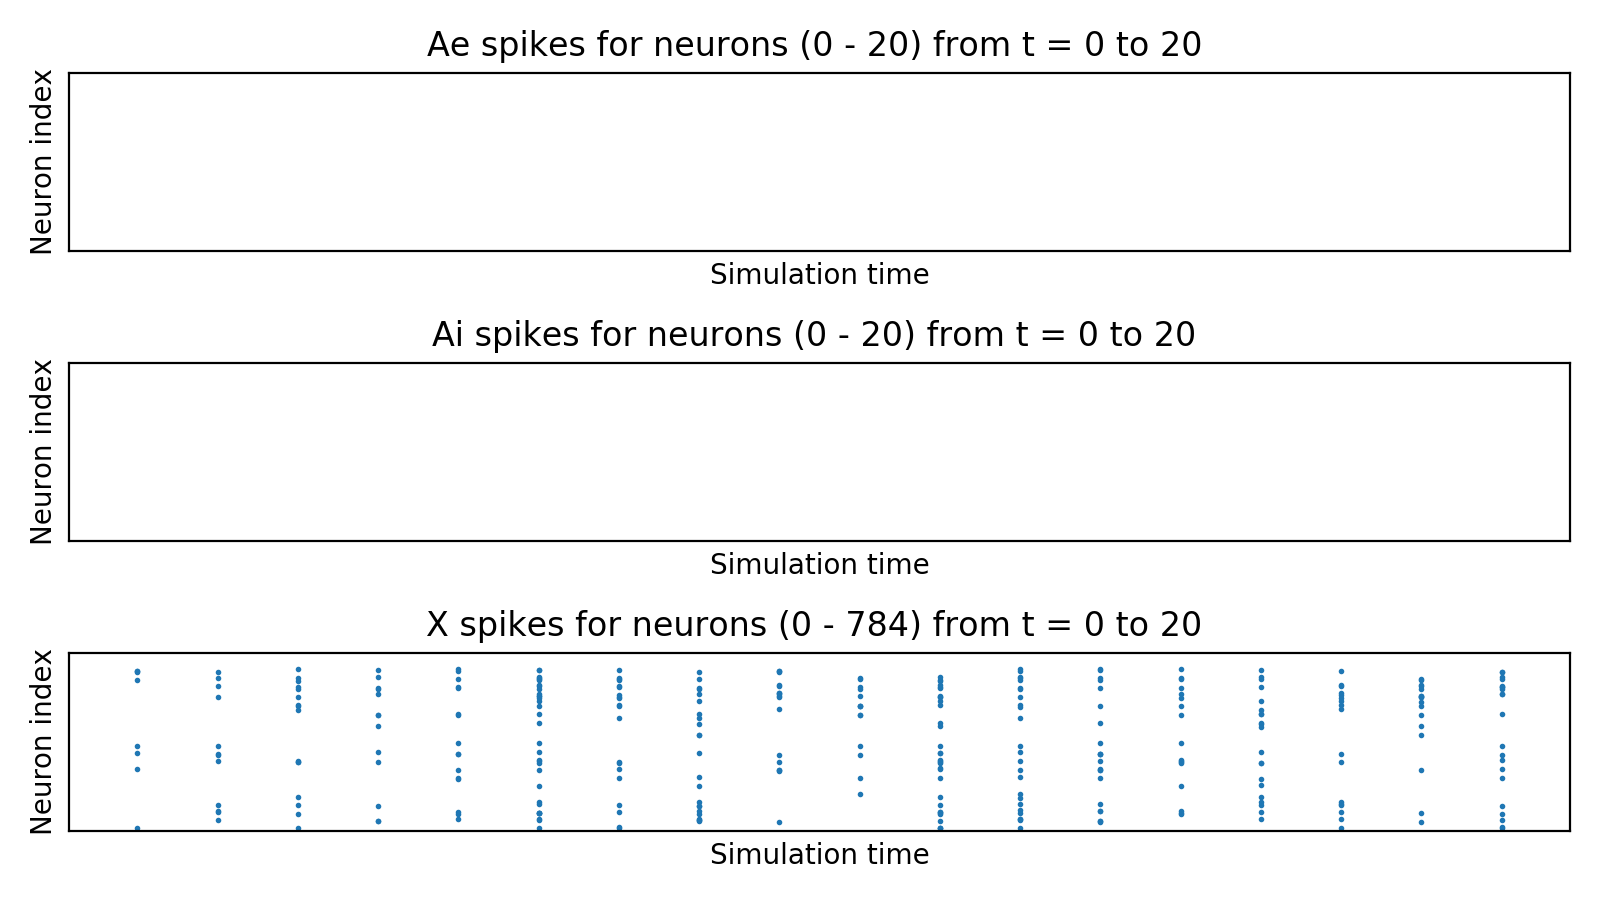 Ae spikes for neurons (0 - 20) from t = 0 to 20
Neuron index
Simulation time
Ai spikes for neurons (0 - 20) from t = 0 to 20
Neuron index
Simulation time
X spikes for neurons (0 - 784) from t = 0 to 20
Neuron index
Simulation time